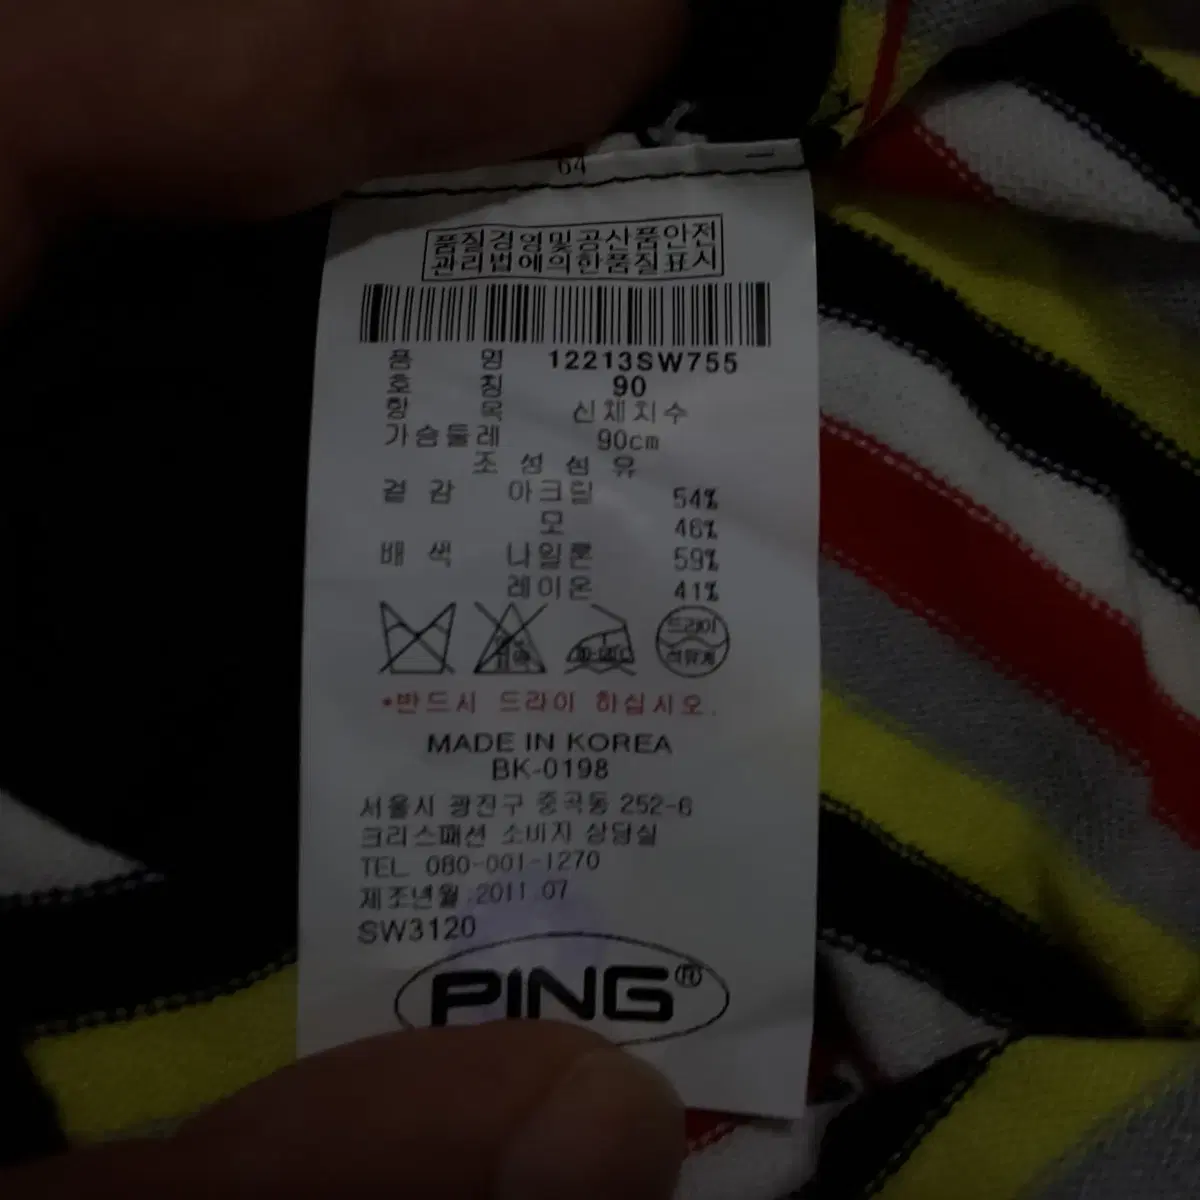 64
품질경영및공산품안전
관리법에의한품질표시
품 명 12213SW755
호 칭 90
항 목 신체치수
가슴둘레 90cm
조 성 섬 유
겉 감 아크릴 54%
모 46%
배 색 나일론 59%
레이온 41%
드라이
석유계
*반드시 드라이 하십시오.
MADE IN KOREA
BK-0198
서울시 광진구 중곡동 252-6
크리스패션 소비자 상담실
TEL. 080-001-1270
제조년월 2011.07
SW3120
PING®